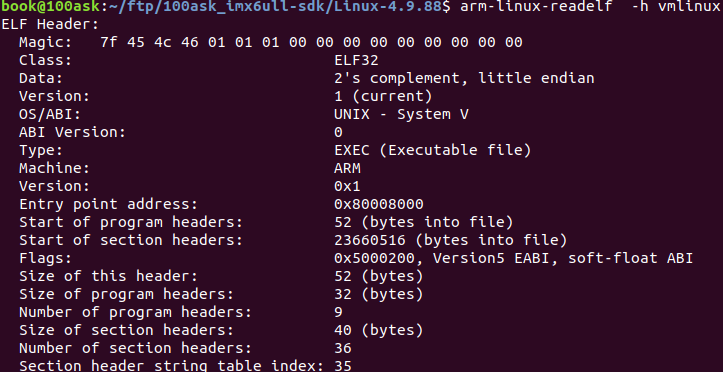 book@100ask:~/ftp/100ask_imx6ull-sdk/Linux-4.9.88$ arm-linux-readelf  -h vmlinux
ELF Header:
  Magic:   7f 45 4c 46 01 01 01 00 00 00 00 00 00 00 00 00
  Class:                             ELF32
  Data:                              2's complement, little endian
  Version:                           1 (current)
  OS/ABI:                            UNIX - System V
  ABI Version:                       0
  Type:                              EXEC (Executable file)
  Machine:                           ARM
  Version:                           0x1
  Entry point address:               0x80008000
  Start of program headers:          52 (bytes into file)
  Start of section headers:          23660516 (bytes into file)
  Flags:                             0x5000200, Version5 EABI, soft-float ABI
  Size of this header:               52 (bytes)
  Size of program headers:           32 (bytes)
  Number of program headers:         9
  Size of section headers:           40 (bytes)
  Number of section headers:         36
  Section header string table index: 35